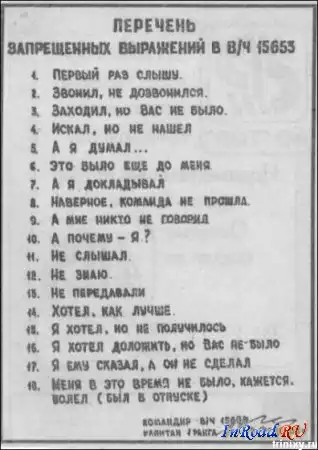 ПЕРЕЧЕНЬ
ЗАПРЕЩЕННЫХ ВЫРАЖЕНИЙ В В/Ч 15653
1. ПЕРВЫЙ РАЗ СЛЫШУ.
2. ЗВОНИЛ, НЕ ДОЗВОНИЛСЯ.
3. ЗАХОДИЛ, НО ВАС НЕ БЫЛО.
4. ИСКАЛ, НО НЕ НАШЕЛ
5. А Я ДУМАЛ...
6. ЭТО БЫЛО ЕЩЕ ДО МЕНЯ
7. А Я ДОКЛАДЫВАЛ
8. НАВЕРНОЕ, КОМАНДА НЕ ПРОШЛА.
9. А МНЕ НИКТО НЕ ГОВОРИЛ
10. А ПОЧЕМУ - Я?
11. НЕ СЛЫШАЛ.
12. НЕ ЗНАЮ.
13. НЕ ПЕРЕДАВАЛИ
14. ХОТЕЛ, КАК ЛУЧШЕ.
15. Я ХОТЕЛ, НО НЕ ПОЛУЧИЛОСЬ
16. Я ХОТЕЛ ДОЛОЖИТЬ, НО ВАС НЕ БЫЛО
17. Я ЕМУ СКАЗАЛ, А ОН НЕ СДЕЛАЛ
18. МЕНЯ В ЭТО ВРЕМЯ НЕ БЫЛО, КАЖЕТСЯ.
БОЛЕЛ (БЫЛ В ОТПУСКЕ)
КОМАНДИР В/Ч 15653
КАПИТАН I РАНГА
InRoad.RU
trinixy.ru